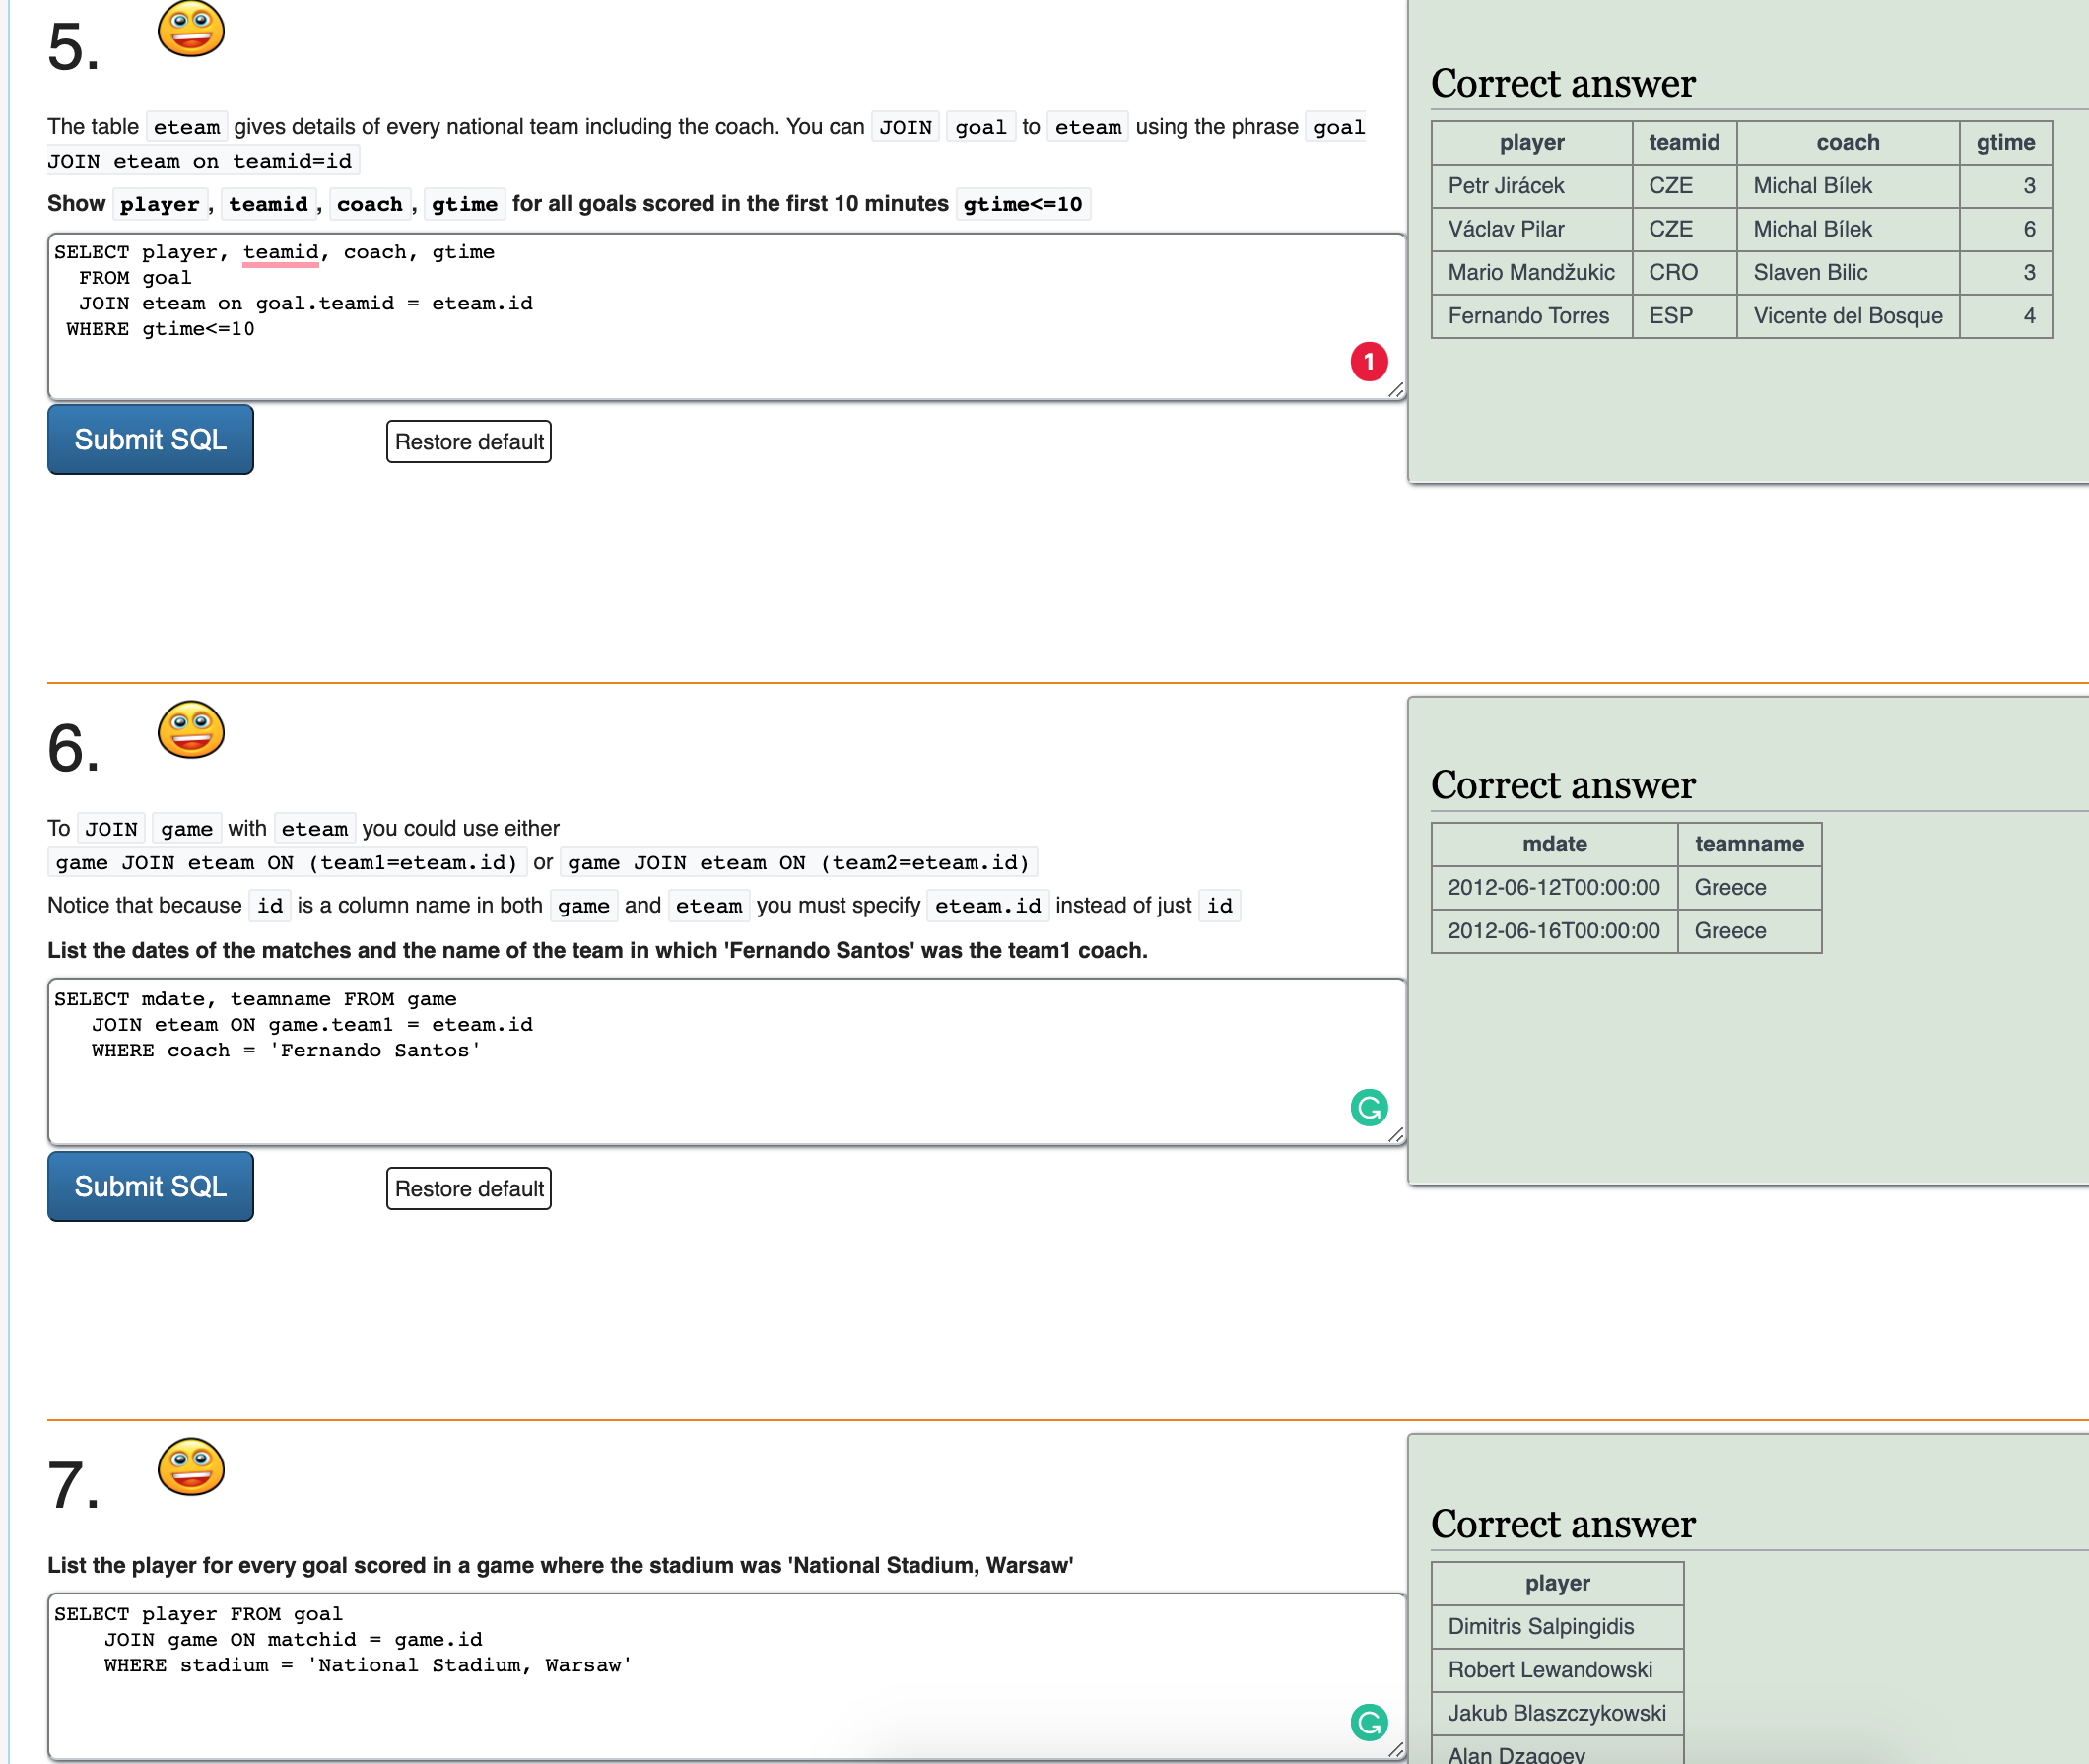 5.
The table eteam gives details of every national team including the coach. You can JOIN goal to eteam using the phrase goal
JOIN eteam on teamid=id
Show player, teamid, coach, gtime for all goals scored in the first 10 minutes gtime<=10
SELECT player, teamid, coach, gtime
FROM goal
JOIN eteam on goal.teamid = eteam.id
WHERE gtime<=10
1
Submit SQL
Restore default
Correct answer
player teamid coach gtime
Petr Jirácek CZE Michal Bílek 3
Václav Pilar CZE Michal Bílek 6
Mario Mandžukic CRO Slaven Bilic 3
Fernando Torres ESP Vicente del Bosque 4
6.
To JOIN game with eteam you could use either
game JOIN eteam ON (team1=eteam.id) or game JOIN eteam ON (team2=eteam.id)
Notice that because id is a column name in both game and eteam you must specify eteam.id instead of just id
List the dates of the matches and the name of the team in which 'Fernando Santos' was the team1 coach.
SELECT mdate, teamname FROM game
JOIN eteam ON game.team1 = eteam.id
WHERE coach = 'Fernando Santos'
Submit SQL
Restore default
Correct answer
mdate teamname
2012-06-12T00:00:00 Greece
2012-06-16T00:00:00 Greece
7.
List the player for every goal scored in a game where the stadium was 'National Stadium, Warsaw'
SELECT player FROM goal
JOIN game ON matchid = game.id
WHERE stadium = 'National Stadium, Warsaw'
Correct answer
player
Dimitris Salpingidis
Robert Lewandowski
Jakub Blaszczykowski
Alan Dzagoev